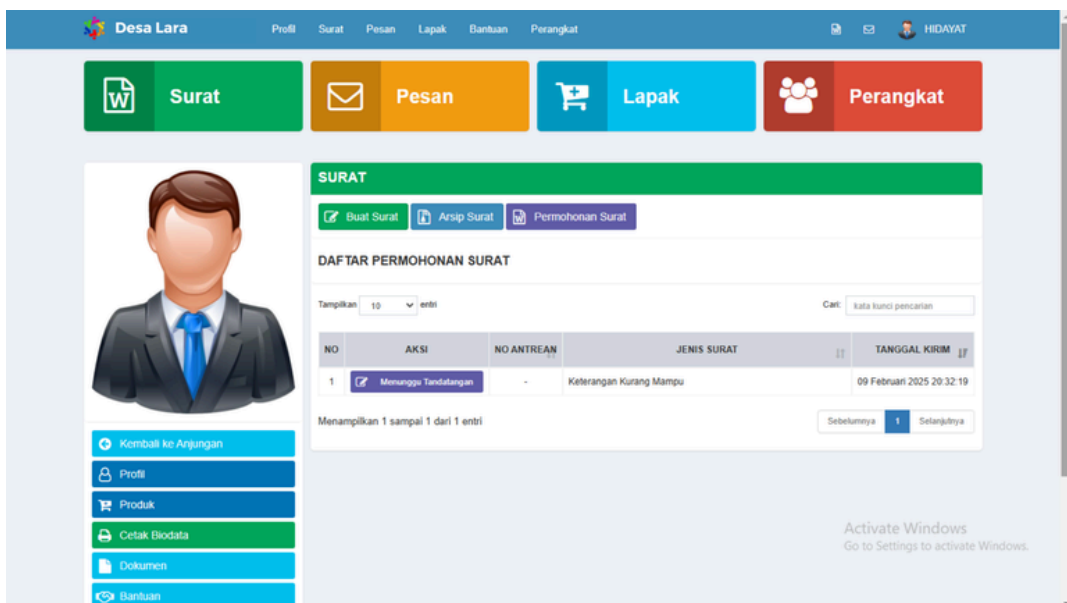 Desa Lara Profil Surat Pesan Lapak Bantuan Perangkat HIDAYAT
Surat Pesan Lapak Perangkat
SURAT
Buat Surat Arsip Surat Permohonan Surat
DAFTAR PERMOHONAN SURAT
Tampilkan 10 entri Cari: kata kunci pencarian
NO AKSI NO ANTREAN JENIS SURAT TANGGAL KIRIM
1 Menunggu Tandatangan - Keterangan Kurang Mampu 09 Februari 2025 20:32:19
Menampilkan 1 sampai 1 dari 1 entri Sebelumnya 1 Selanjutnya
Kembali ke Anjungan
Profil
Produk
Cetak Biodata
Dokumen
Bantuan
Activate Windows
Go to Settings to activate Windows.